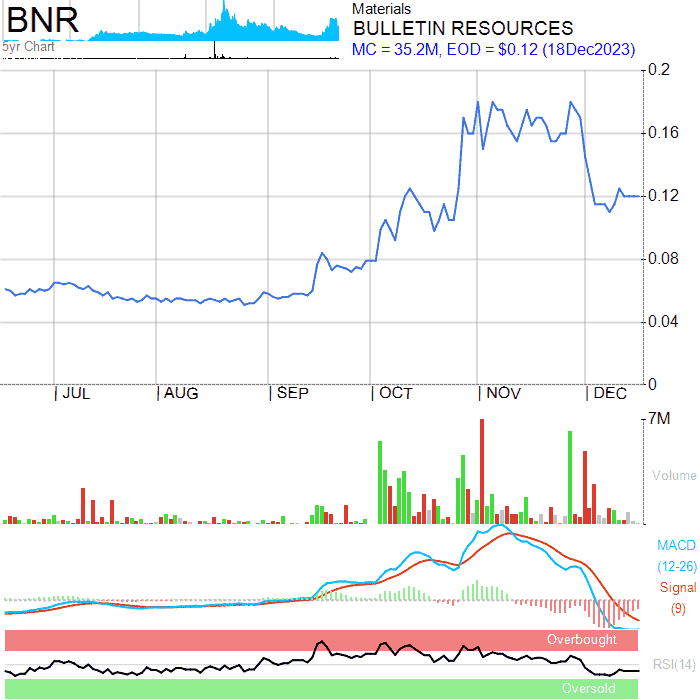 BNR
5yr Chart
Materials
BULLETIN RESOURCES
MC = 35.2M, EOD = $0.12 (18Dec2023)
0.2
0.16
0.12
0.08
0.04
0
JUL
AUG
SEP
OCT
NOV
DEC
7M
Volume
MACD
(12-26)
Signal
(9)
Overbought
RSI(14)
Oversold